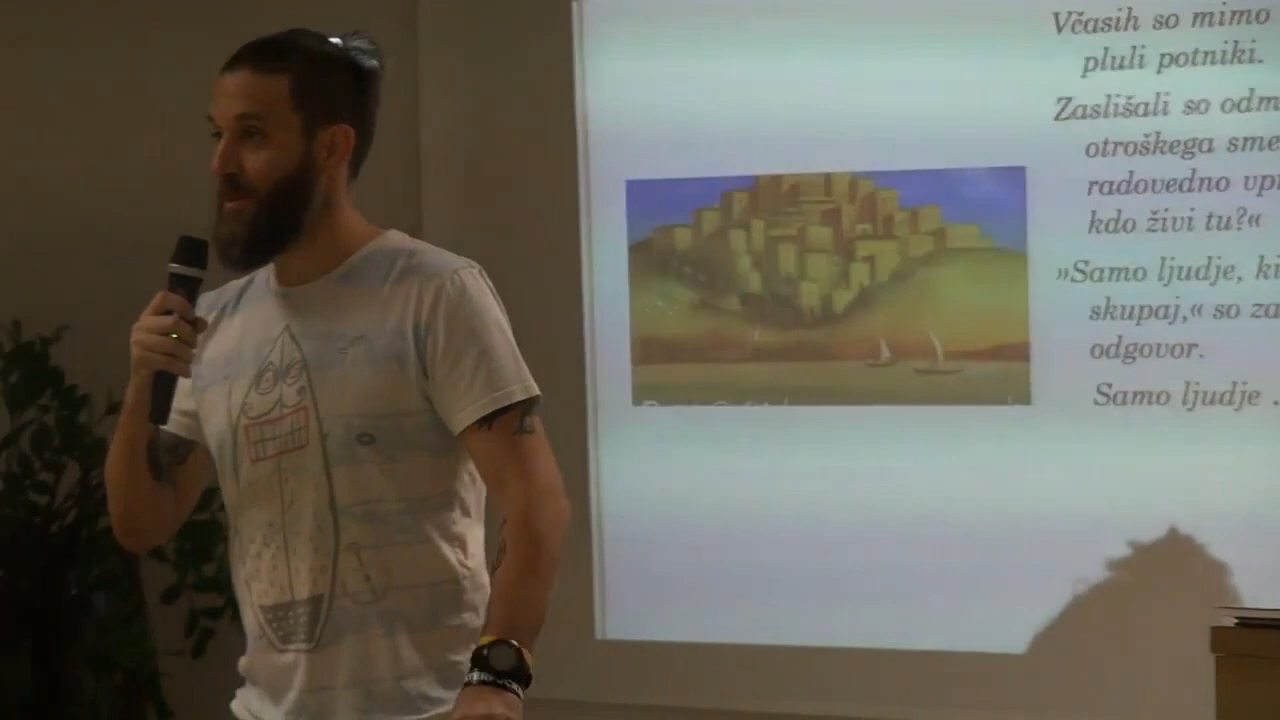 Včasih so mimo
pluli potniki.
Zaslišali so odm
otroškega sme
radovedno vpr
kdo živi tu?«
»Samo ljudje, ki
skupaj,« so za
odgovor.
Samo ljudje .